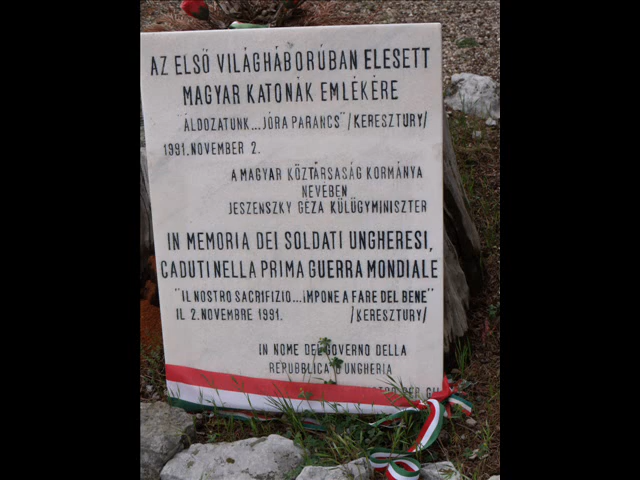 AZ ELSŐ VILÁGHÁBORÚBAN ELESETT
MAGYAR KATONÁK EMLÉKÉRE
ÁLDOZATUNK...JÓRA PARANCS"/KERESZTURY/
1991.NOVEMBER 2.
A MAGYAR KÖZTÁRSASÁG KORMÁNYA
NEVÉBEN
JESZENSZKY GÉZA KÜLÜGYMINISZTER
IN MEMORIA DEI SOLDATI UNGHERESI,
CADUTI NELLA PRIMA GUERRA MONDIALE
"IL NOSTRO SACRIFIZIO...IMPONE A FARE DEL BENE"
IL 2.NOVEMBRE 1991. /KERESZTURY/
IN NOME DEL GOVERNO DELLA
REPUBBLICA D'UNGHERIA
PER GLI